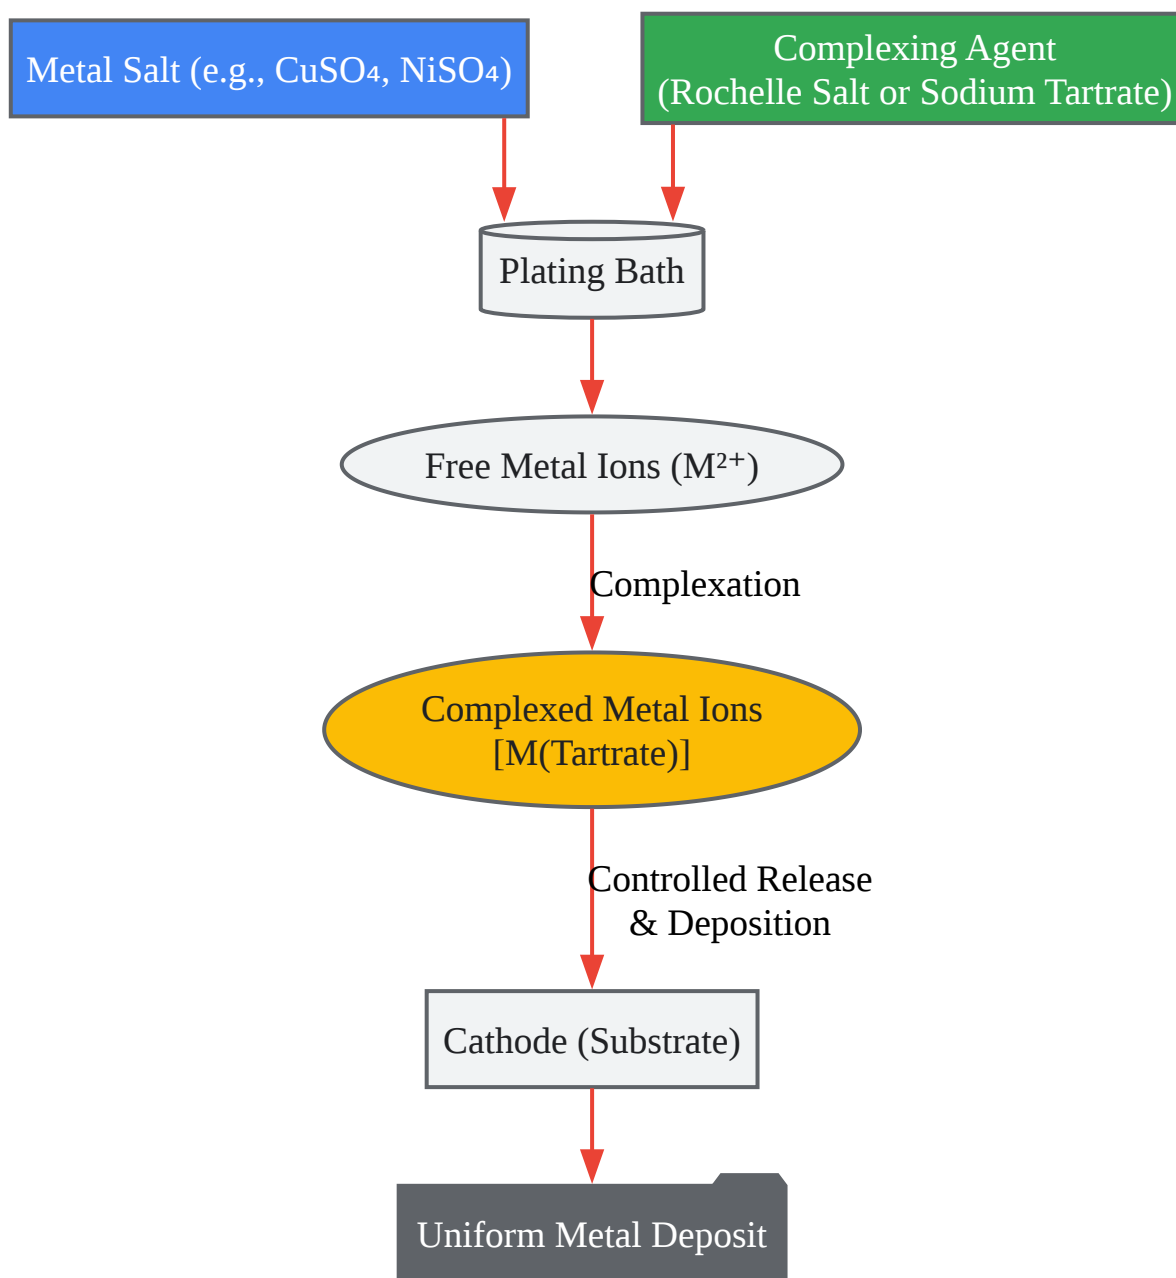 Metal Salt (e.g., CuSO₄, NiSO₄)
Complexing Agent
(Rochelle Salt or Sodium Tartrate)
Plating Bath
Free Metal Ions (M²⁺)
Complexation
Complexed Metal Ions
[M(Tartrate)]
Controlled Release
& Deposition
Cathode (Substrate)
Uniform Metal Deposit